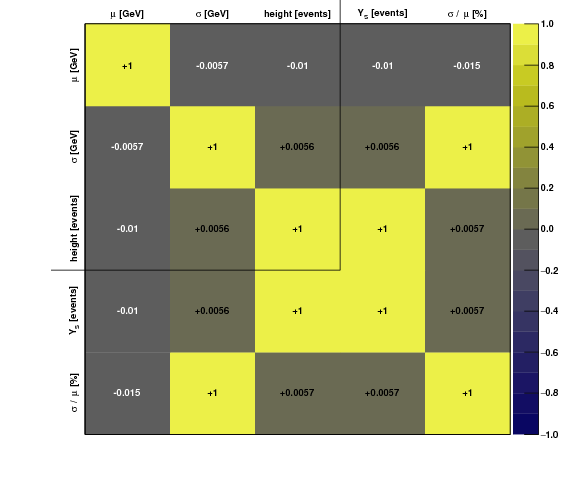 μ [GeV] σ [GeV] height [events] Y_S [events] σ / μ [%]
μ [GeV] +1 -0.0057 -0.01 -0.01 -0.015
σ [GeV] -0.0057 +1 +0.0056 +0.0056 +1
height [events] -0.01 +0.0056 +1 +1 +0.0057
Y_S [events] -0.01 +0.0056 +1 +1 +0.0057
σ / μ [%] -0.015 +1 +0.0057 +0.0057 +1
1.0
0.8
0.6
0.4
0.2
0.0
−0.2
−0.4
−0.6
−0.8
−1.0